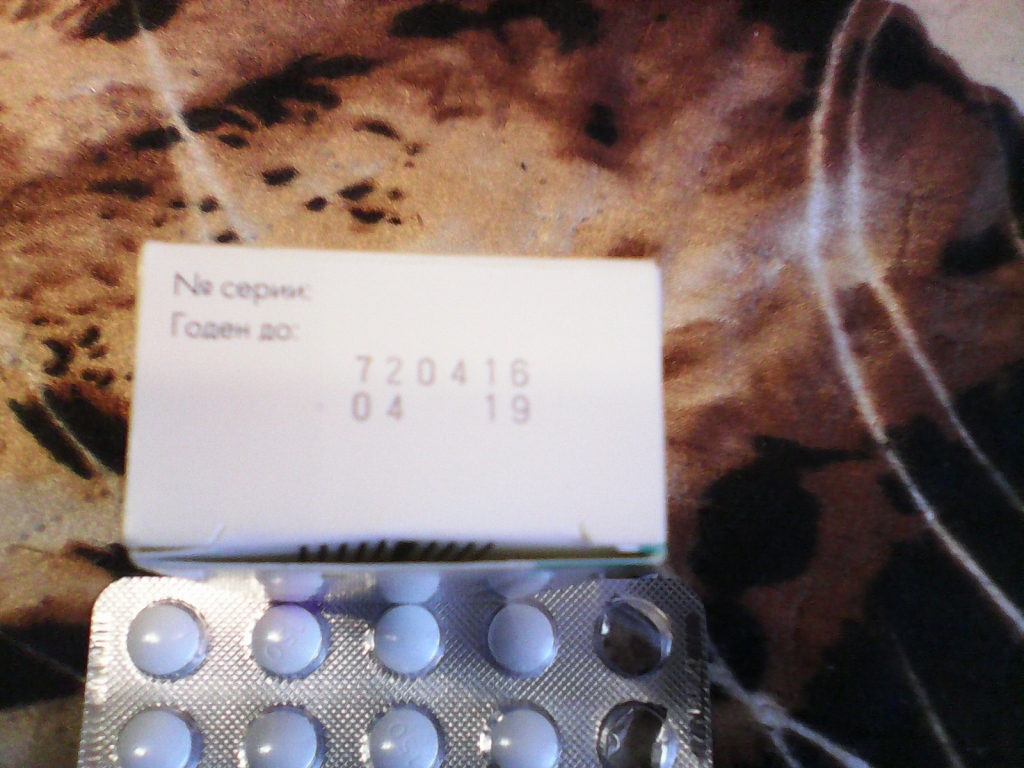 № серии:
Годен до:
720416
04 19